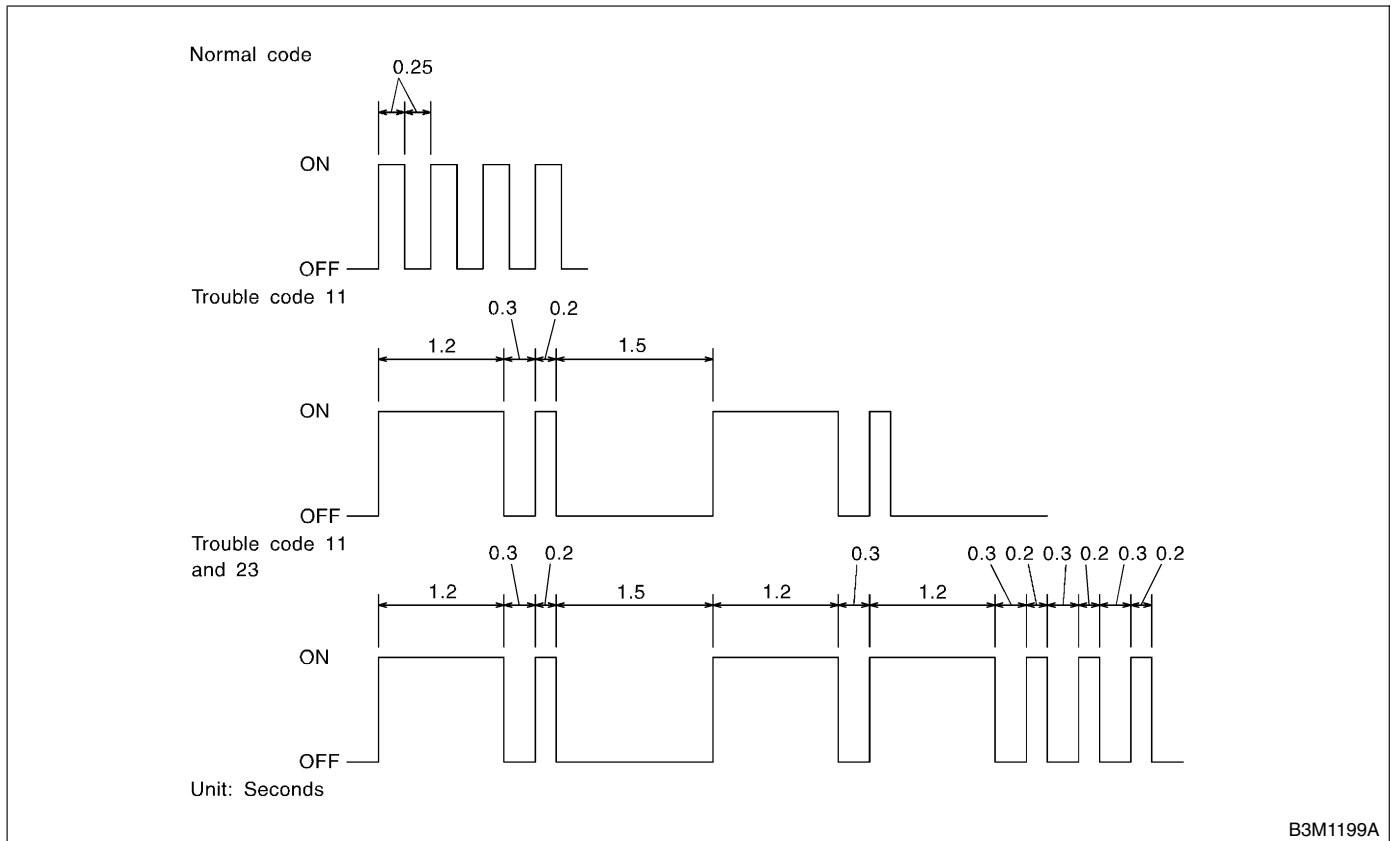 Normal code
0.25
ON
OFF
Trouble code 11
0.3 0.2
1.2 1.5
ON
OFF
Trouble code 11
and 23
0.3 0.2 0.3 0.3 0.2 0.3 0.2 0.3 0.2
1.2 1.5 1.2 1.2
ON
OFF
Unit: Seconds
B3M1199A